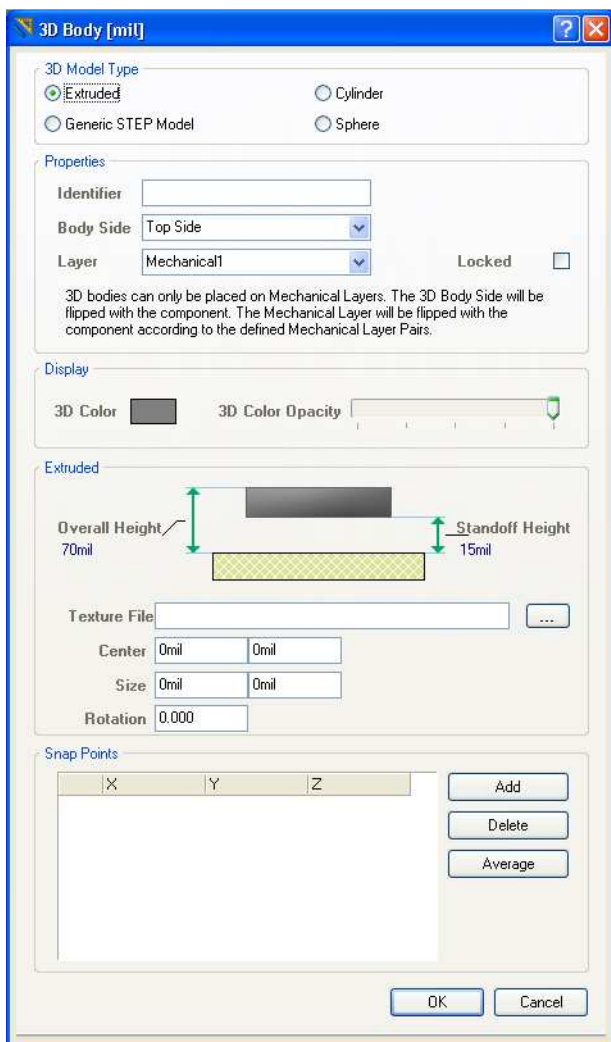 3D Body [mil]
3D Model Type
Extruded
Cylinder
Generic STEP Model
Sphere
Properties
Identifier
Body Side Top Side
Layer Mechanical1 Locked
3D bodies can only be placed on Mechanical Layers. The 3D Body Side will be
flipped with the component. The Mechanical Layer will be flipped with the
component according to the defined Mechanical Layer Pairs.
Display
3D Color 3D Color Opacity
Extruded
Overall Height
70mil
Standoff Height
15mil
Texture File ...
Center 0mil 0mil
Size 0mil 0mil
Rotation 0.000
Snap Points
X Y Z
Add
Delete
Average
OK Cancel